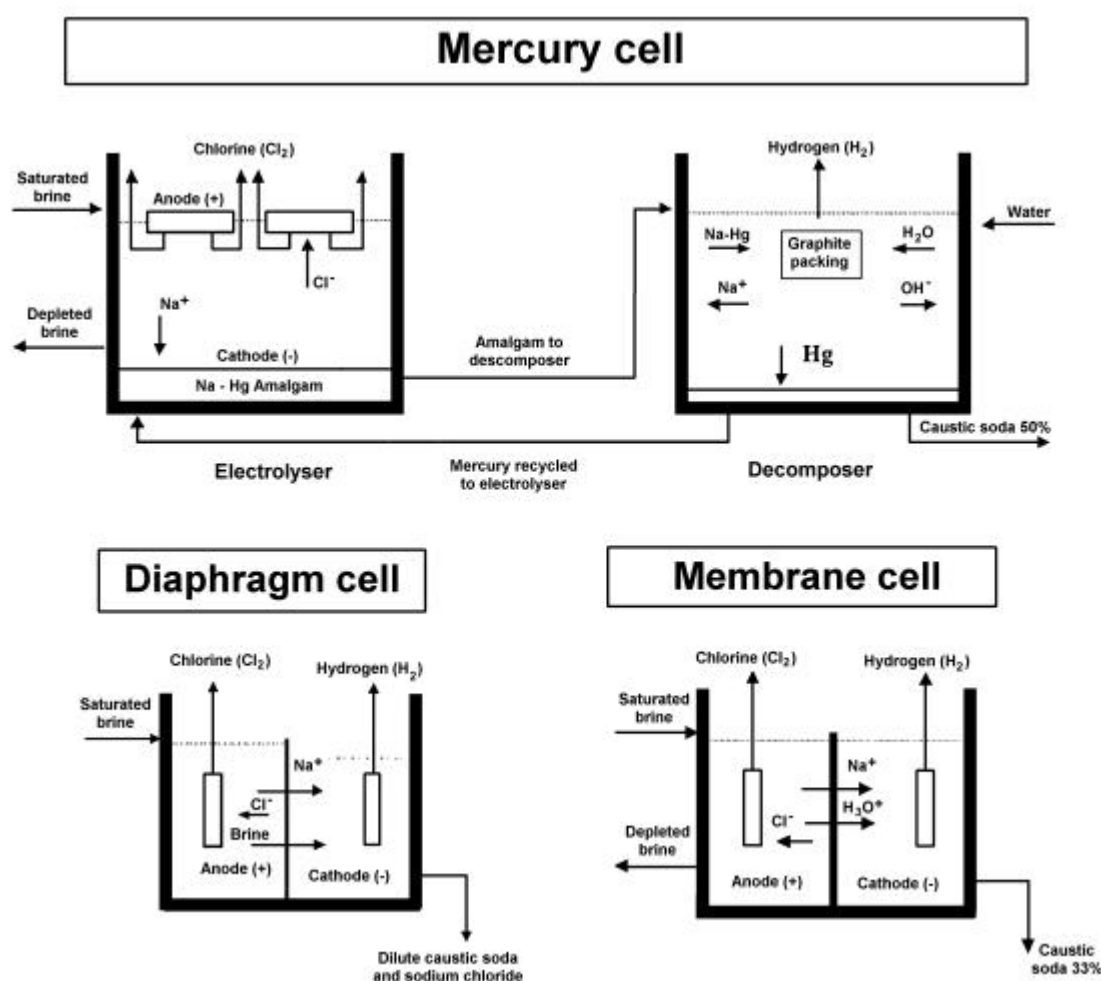 Mercury cell
Chlorine (Cl₂)
Saturated
brine
Anode (+)
Cl⁻
Na⁺
Depleted
brine
Cathode (-)
Na - Hg Amalgam
Electrolyser
Amalgam to
descomposer
Mercury recycled
to electrolyser
Hydrogen (H₂)
Water
Na-Hg
Graphite
packing
H₂O
Na⁺
OH⁻
Hg
Caustic soda 50%
Decomposer
Diaphragm cell
Chlorine (Cl₂)
Hydrogen (H₂)
Saturated
brine
Na⁺
Cl⁻
Brine
Anode (+)
Cathode (-)
Dilute caustic soda
and sodium chloride
Membrane cell
Chlorine (Cl₂)
Hydrogen (H₂)
Saturated
brine
Na⁺
H₃O⁺
Cl⁻
Depleted
brine
Anode (+)
Cathode (-)
Caustic
soda 33%